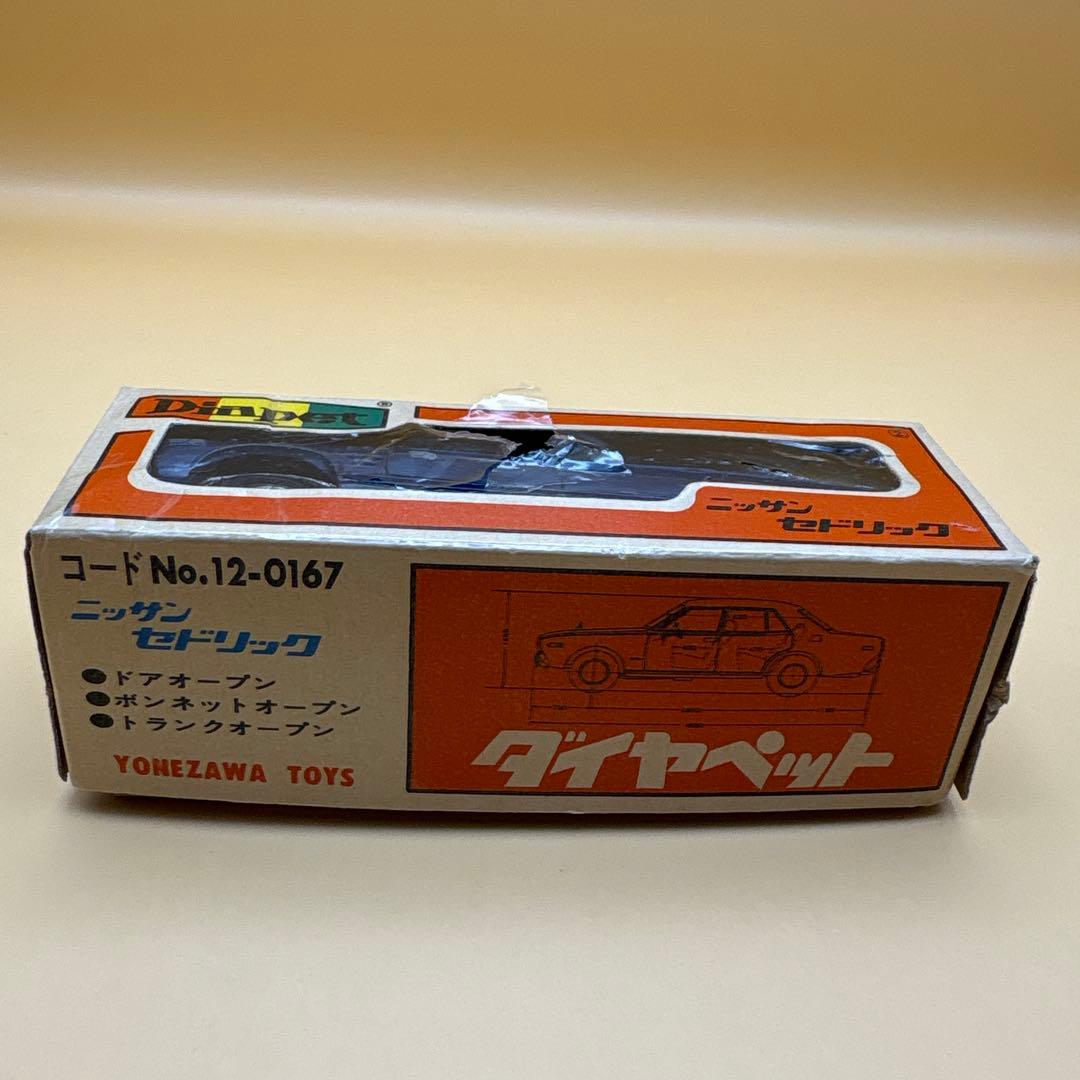 Diapet®
ニッサン
セドリック
コードNo.12-0167
ニッサン
セドリック
●ドアオープン
●ボンネットオープン
●トランクオープン
YONEZAWA TOYS
ダイヤペット